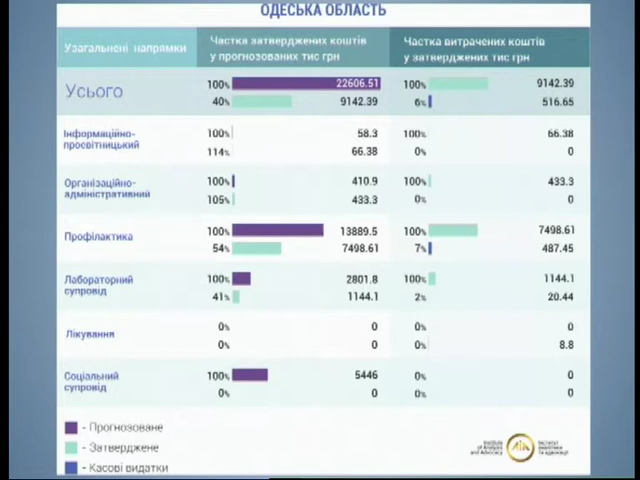 ОДЕСЬКА ОБЛАСТЬ
Узагальнені напрямки
Частка затверджених коштів
у прогнозованих тис грн
Частка витрачених коштів
у затверджених тис грн
Усього
100% 22606.51 100% 9142.39
40% 9142.39 6% 516.65
Інформаційно-
просвітницький
100% 58.3 100% 66.38
114% 66.38 0% 0
Організаційно-
адміністративний
100% 410.9 100% 433.3
105% 433.3 0% 0
Профілактика
100% 13889.5 100% 7498.61
54% 7498.61 7% 487.45
Лабораторний
супровід
100% 2801.8 100% 1144.1
41% 1144.1 2% 20.44
Лікування
0% 0 0% 0
0% 0 0% 8.8
Соціальний
супровід
100% 5446 0% 0
0% 0 0% 0
- Прогнозоване
- Затверджене
- Касові видатки
Institute
of Analysis
and Advocacy
Інститут
аналітики
та адвокації